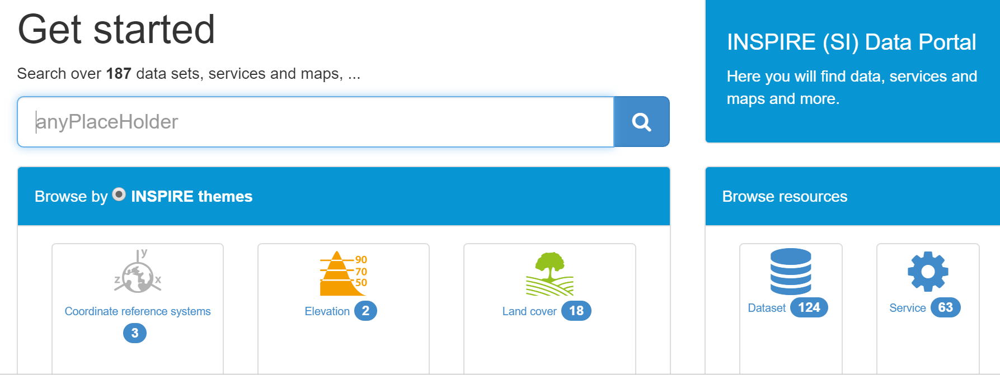 Get started
Search over 187 data sets, services and maps, ...
anyPlaceHolder
INSPIRE (SI) Data Portal
Here you will find data, services and
maps and more.
Browse by INSPIRE themes
y
z x
Coordinate reference systems
3
90
70
50
Elevation 2
Land cover 18
Browse resources
Dataset 124
Service 63